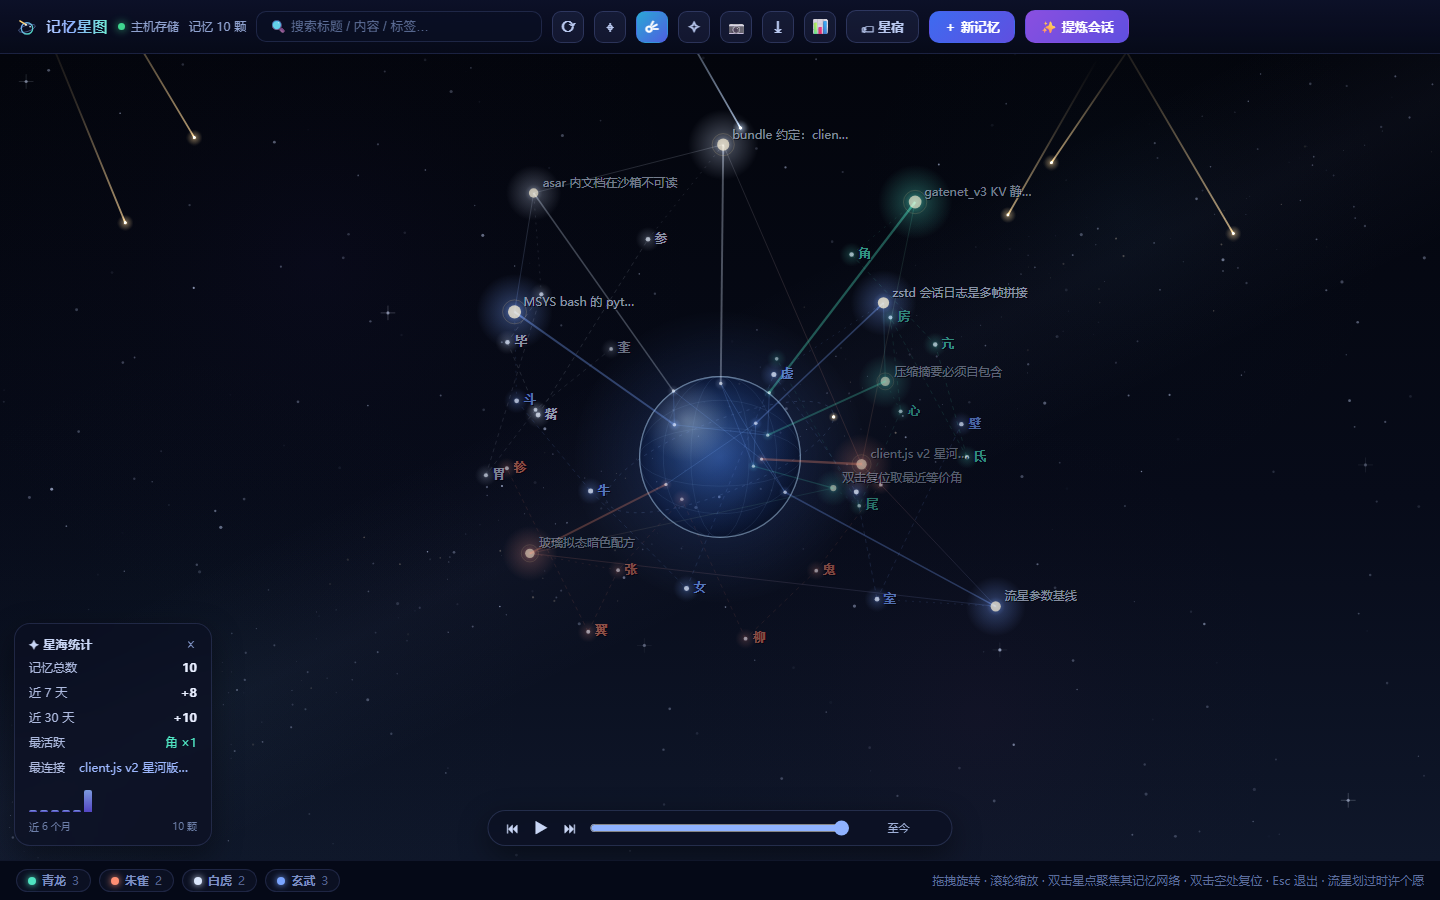 记忆星图 主机存储 记忆 10 颗 搜索标题 / 内容 / 标签... 星宿 + 新记忆 提炼会话
bundle 约定：clien...
asar 内文档在沙箱不可读
gatenet_v3 KV 静...
参
角
zstd 会话日志是多帧拼接
MSYS bash 的 pyt...
房
毕
奎
亢
虚
压缩摘要必须自包含
斗
觜
心
壁
client.js v2 星河...
氐
胃
轸
双击复位取最近等价角
牛
尾
玻璃拟态暗色配方
张
鬼
女
室
流星参数基线
翼
柳
星海统计 ×
记忆总数 10
近 7 天 +8
近 30 天 +10
最活跃 角 ×1
最连接 client.js v2 星河版...
近 6 个月 10 颗
至今
青龙 3 朱雀 2 白虎 2 玄武 3
拖拽旋转 · 滚轮缩放 · 双击星点聚焦其记忆网络 · 双击空处复位 · Esc 退出 · 流星划过时许个愿